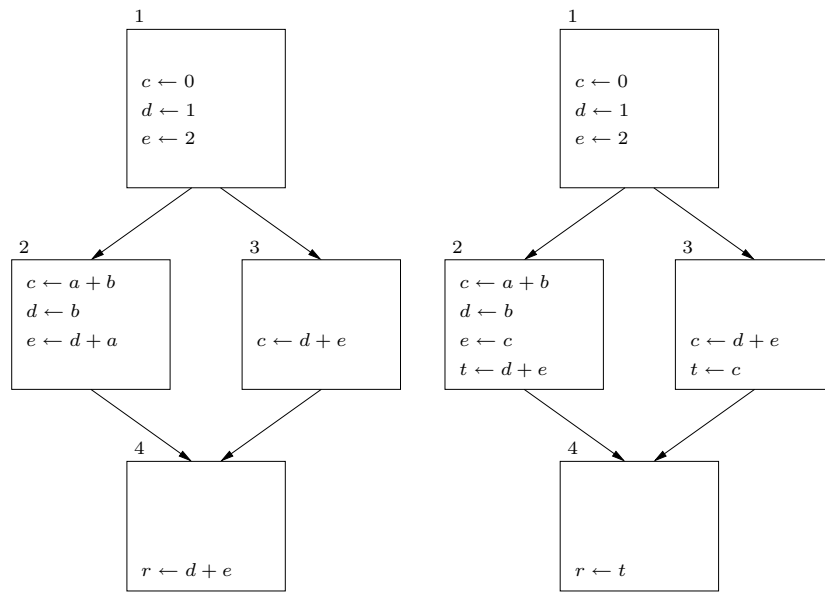 1
c ← 0
d ← 1
e ← 2
2
c ← a + b
d ← b
e ← d + a
3
c ← d + e
4
r ← d + e
1
c ← 0
d ← 1
e ← 2
2
c ← a + b
d ← b
e ← c
t ← d + e
3
c ← d + e
t ← c
4
r ← t